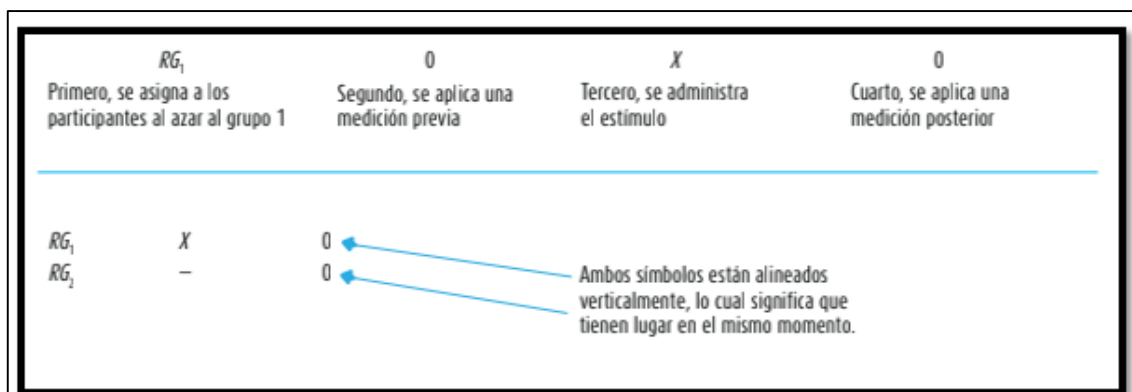 RG₁ 0 X 0
Primero, se asigna a los participantes al azar al grupo 1
Segundo, se aplica una medición previa
Tercero, se administra el estímulo
Cuarto, se aplica una medición posterior
RG₁ X 0
RG₂ – 0
Ambos símbolos están alineados
verticalmente, lo cual significa que
tienen lugar en el mismo momento.